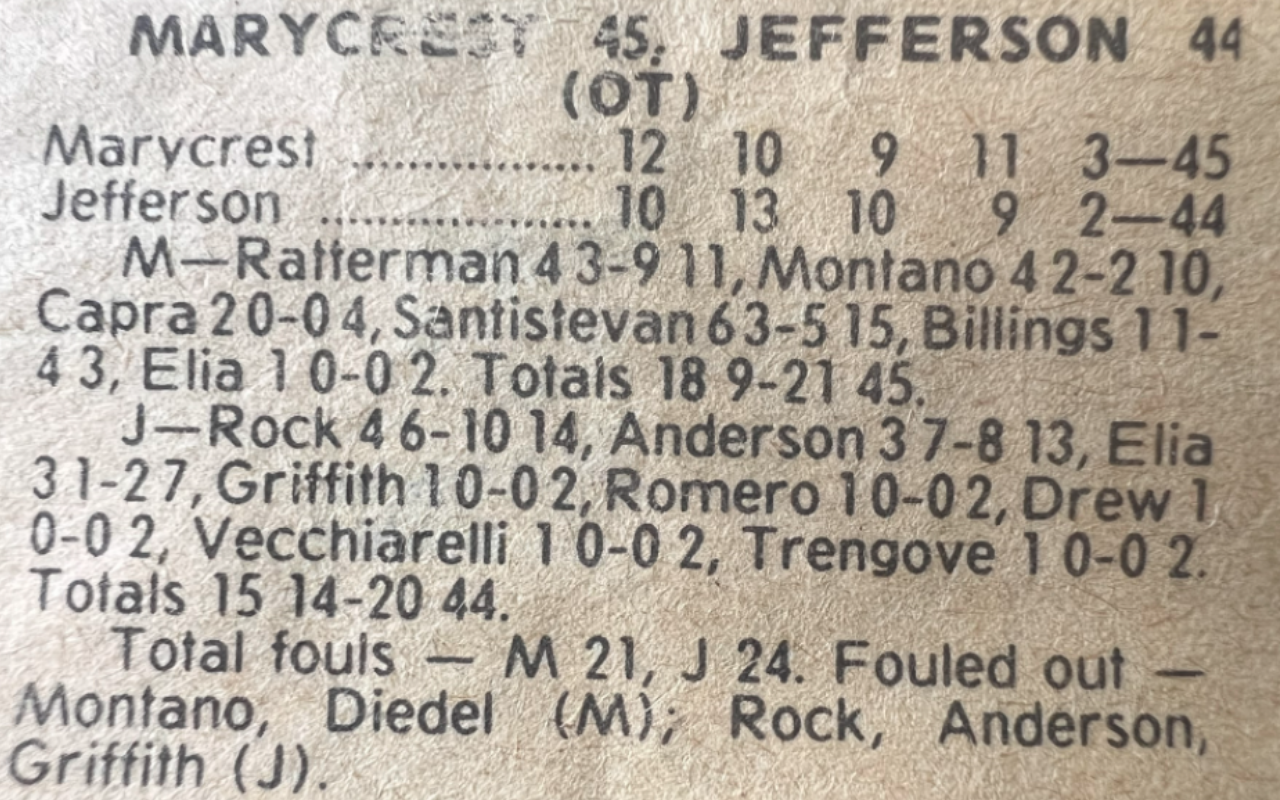 MARYCREST 45, JEFFERSON 44
(OT)
Marycrest .................. 12 10 9 11 3—45
Jefferson .................... 10 13 10 9 2—44
M—Ratterman 4 3-9 11, Montano 4 2-2 10,
Capra 2 0-0 4, Santistevan 6 3-5 15, Billings 1 1-
4 3, Elia 1 0-0 2. Totals 18 9-21 45.
J—Rock 4 6-10 14, Anderson 3 7-8 13, Elia
3 1-2 7, Griffith 1 0-0 2, Romero 1 0-0 2, Drew 1
0-0 2, Vecchiarelli 1 0-0 2, Trengove 1 0-0 2.
Totals 15 14-20 44.
Total fouls — M 21, J 24. Fouled out —
Montano, Diedel (M); Rock, Anderson,
Griffith (J).